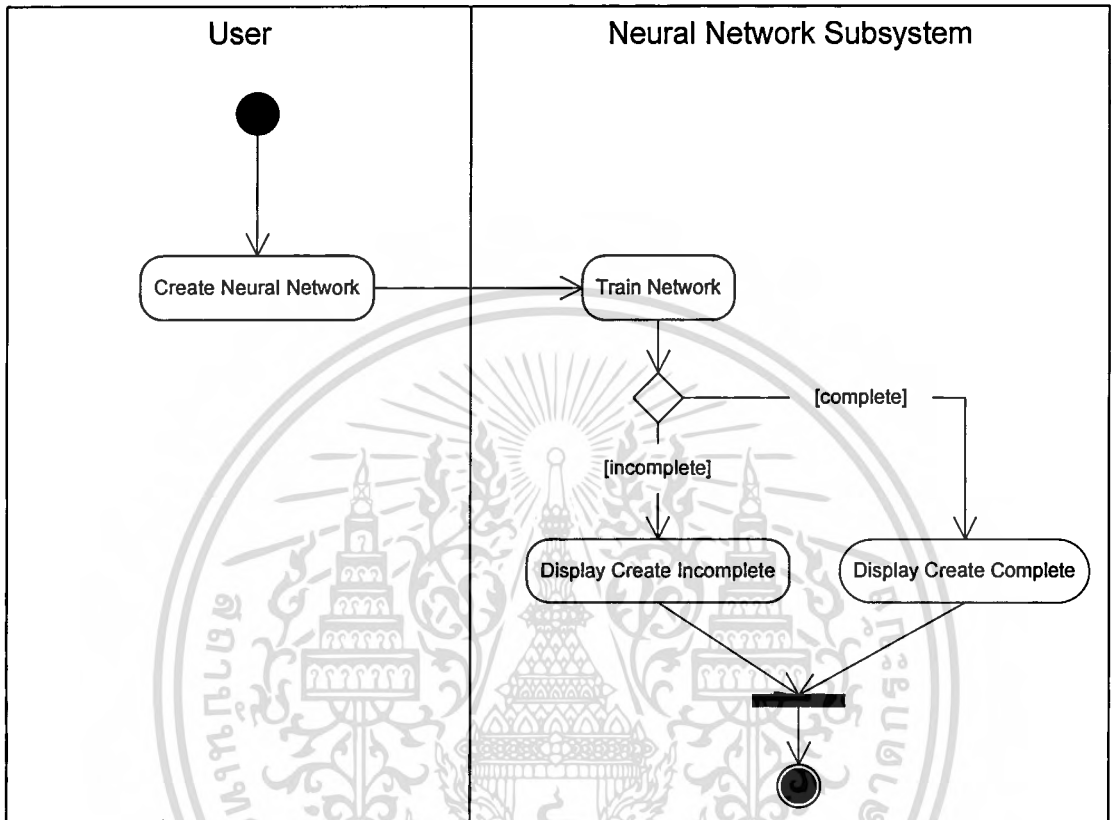 User
Neural Network Subsystem
Create Neural Network
Train Network
[complete]
[incomplete]
Display Create Incomplete
Display Create Complete